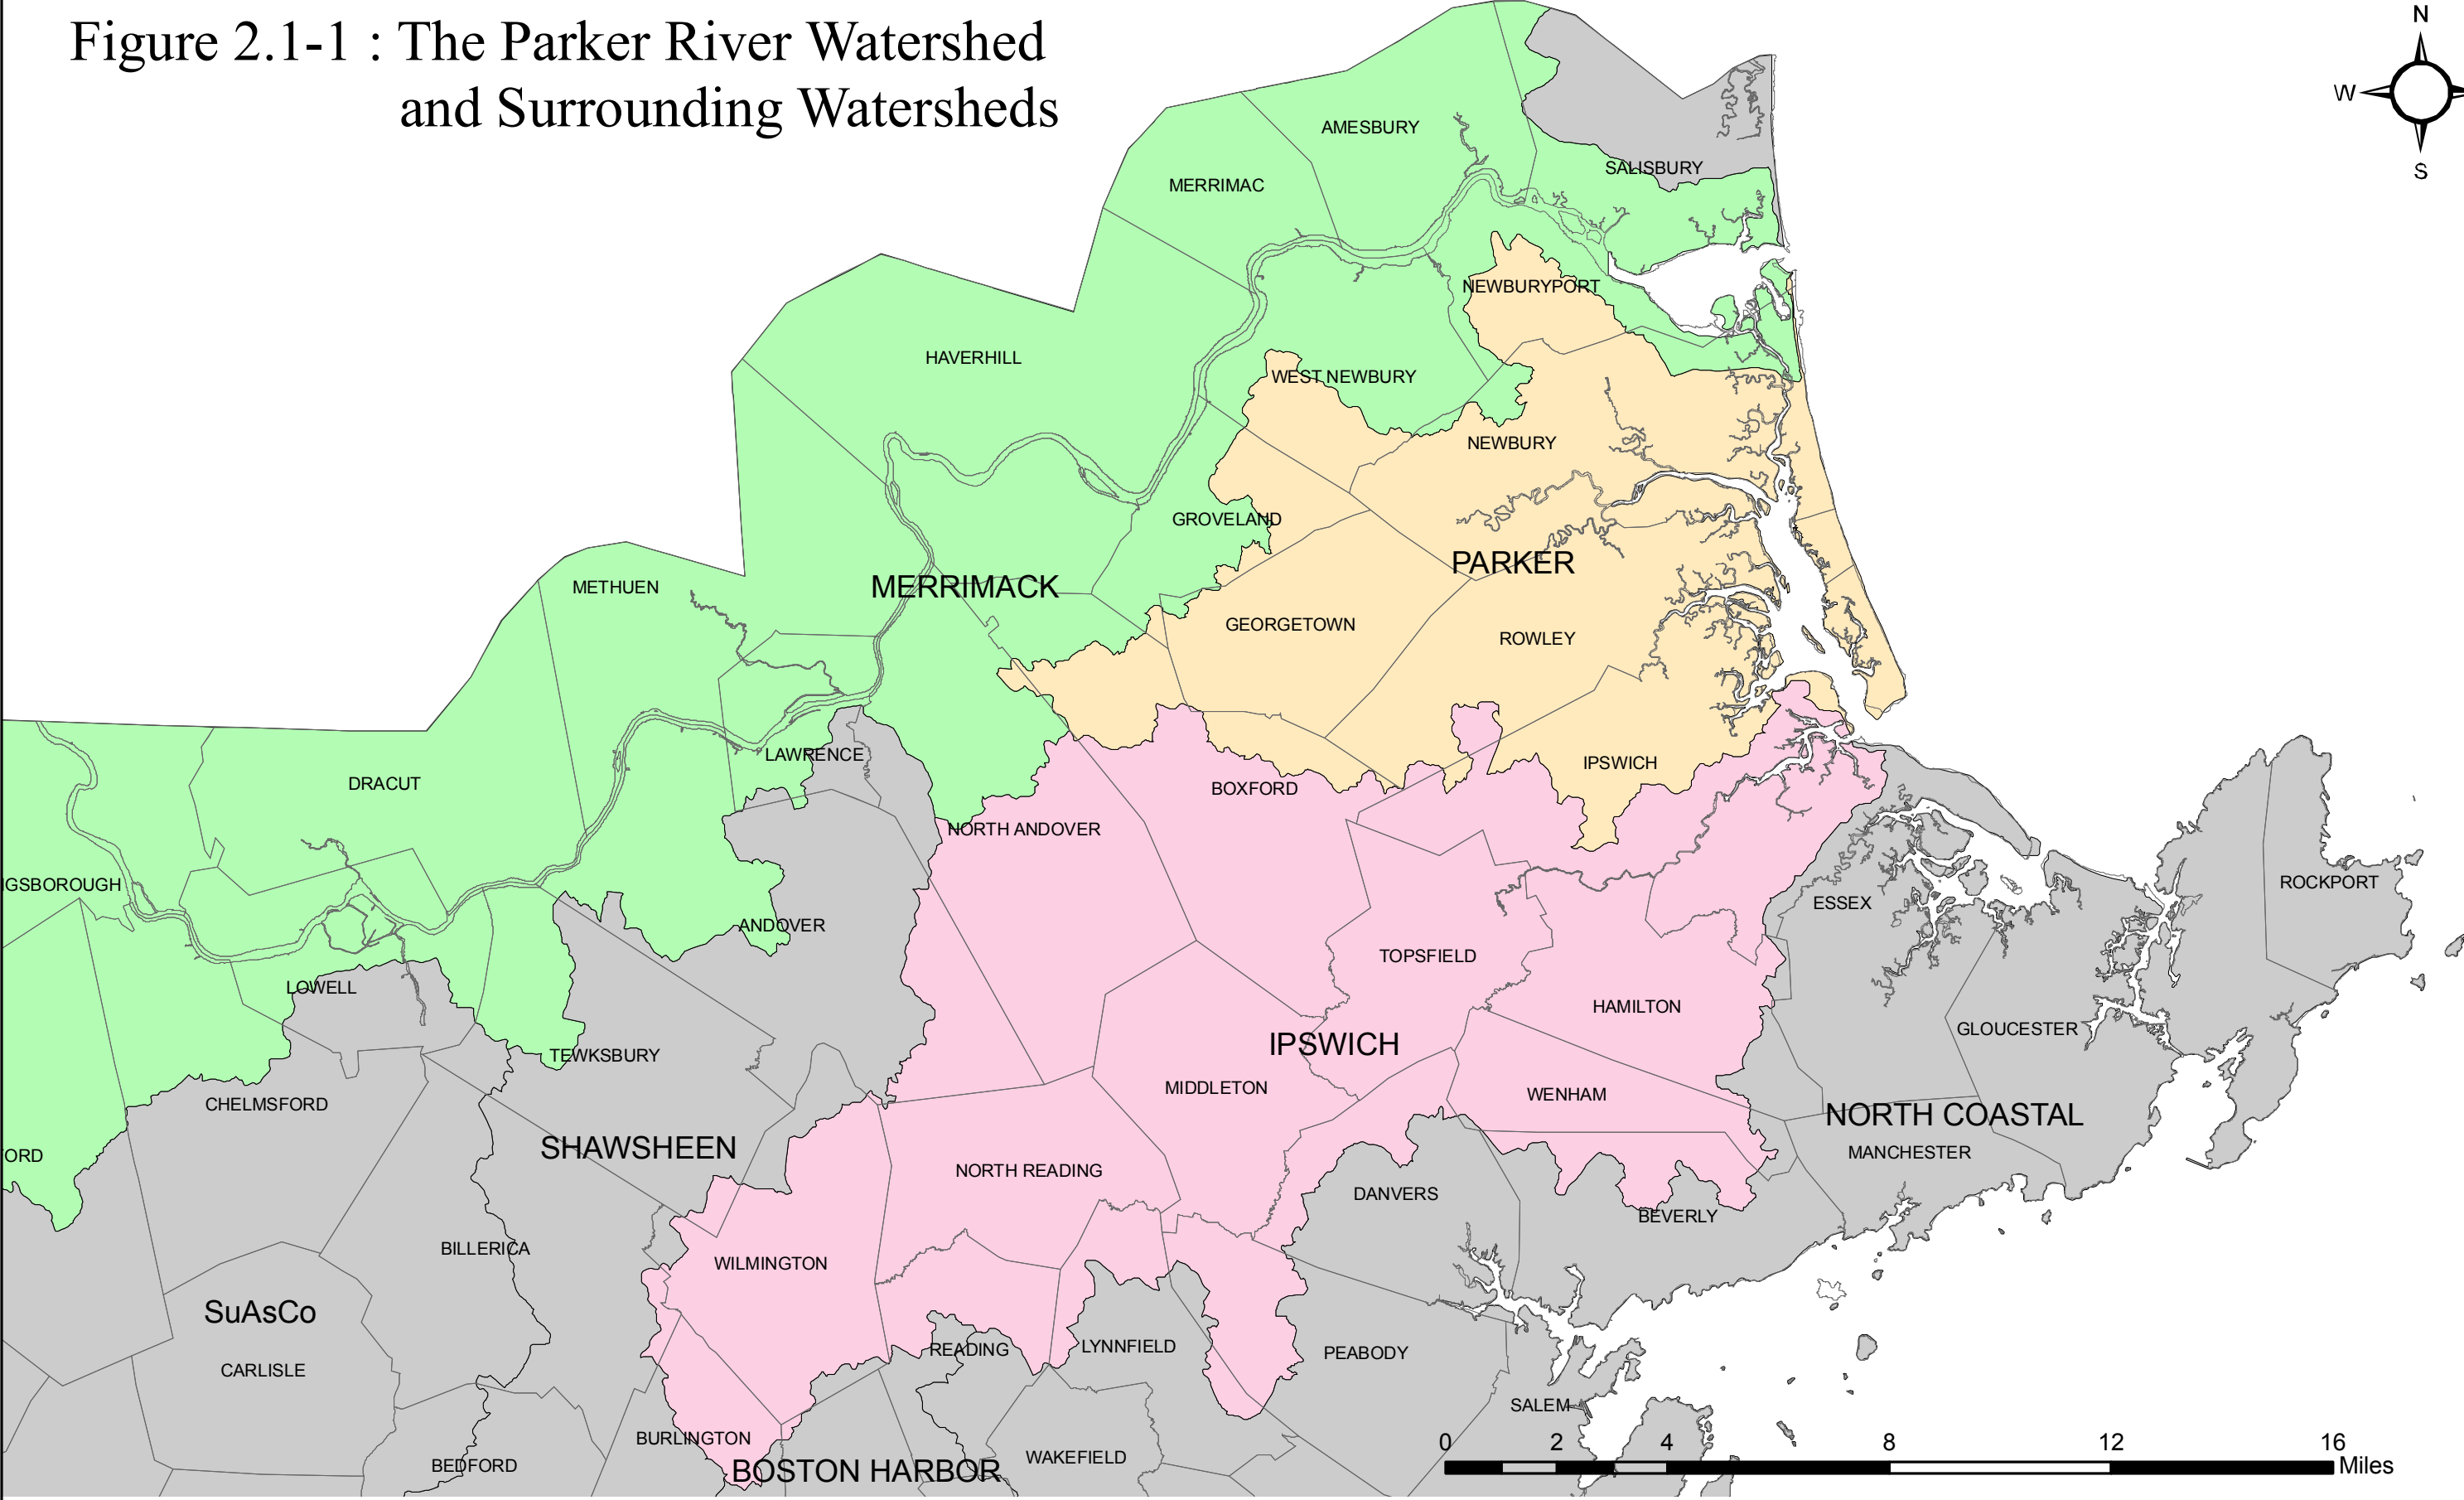 Figure 2.1-1 : The Parker River Watershed
and Surrounding Watersheds
N
W
S
AMESBURY
SALISBURY
MERRIMAC
NEWBURYPORT
HAVERHILL
WEST NEWBURY
NEWBURY
GROVELAND
PARKER
METHUEN
MERRIMACK
GEORGETOWN
ROWLEY
LAWRENCE
IPSWICH
DRACUT
BOXFORD
NORTH ANDOVER
GSBOROUGH
ROCKPORT
ESSEX
ANDOVER
TOPSFIELD
LOWELL
HAMILTON
GLOUCESTER
IPSWICH
TEWKSBURY
MIDDLETON
WENHAM
CHELMSFORD
NORTH COASTAL
SHAWSHEEN
MANCHESTER
ORD
NORTH READING
DANVERS
BEVERLY
BILLERICA
WILMINGTON
SuAsCo
READING
LYNNFIELD
PEABODY
CARLISLE
SALEM
BURLINGTON
0 2 4 8 12 16
WAKEFIELD
BEDFORD
BOSTON HARBOR
Miles